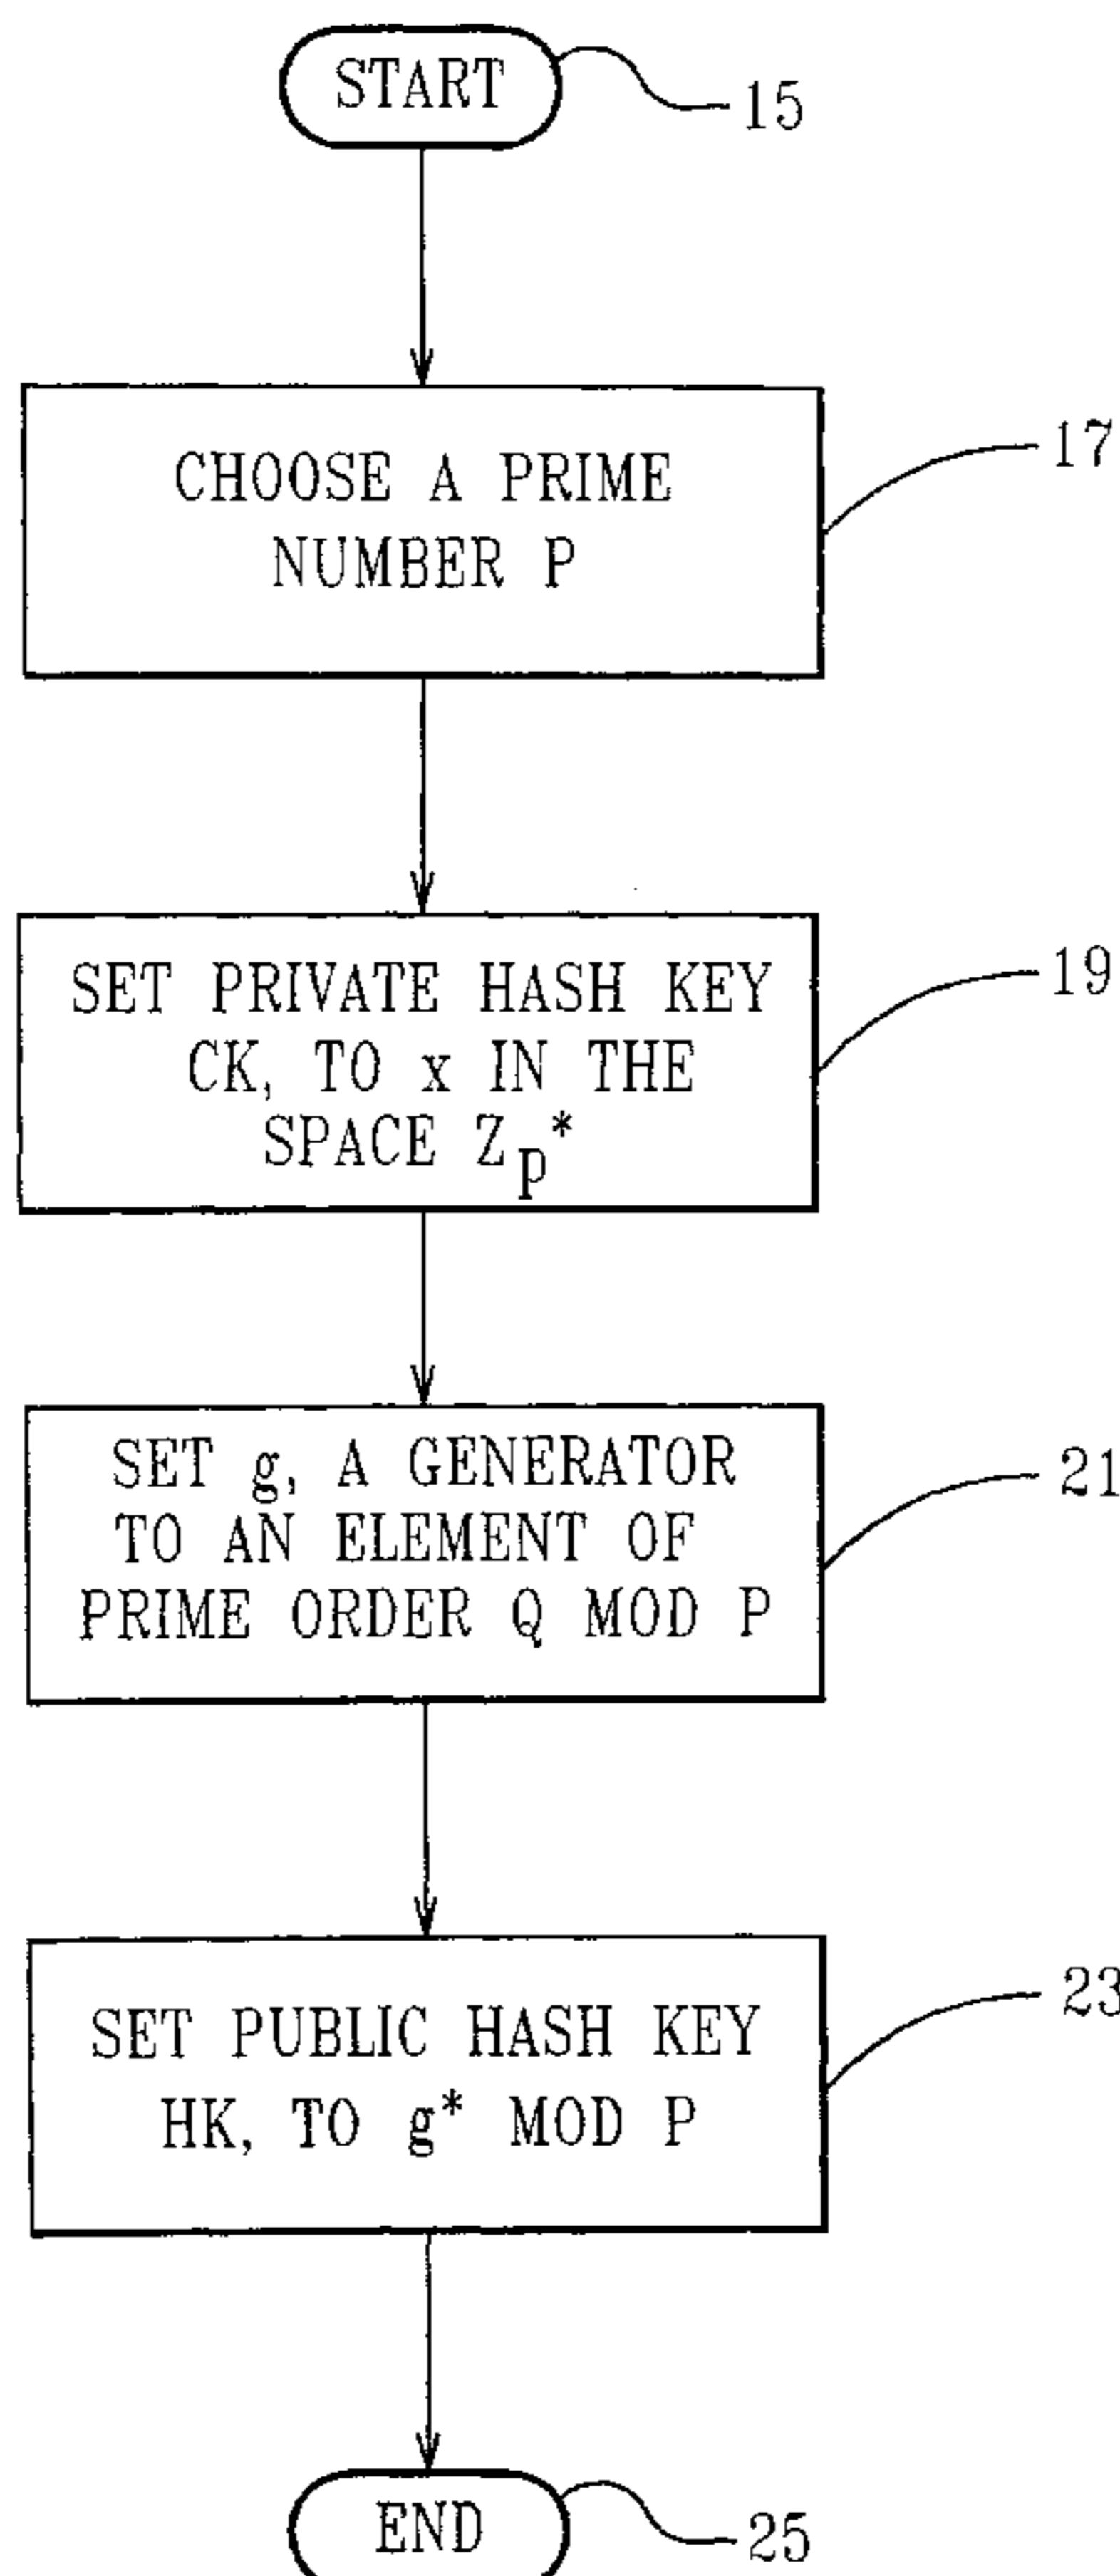 START
15
CHOOSE A PRIME
NUMBER P
17
SET PRIVATE HASH KEY
CK, TO x IN THE
SPACE Zp*
19
SET g, A GENERATOR
TO AN ELEMENT OF
PRIME ORDER Q MOD P
21
SET PUBLIC HASH KEY
HK, TO g* MOD P
23
END
25